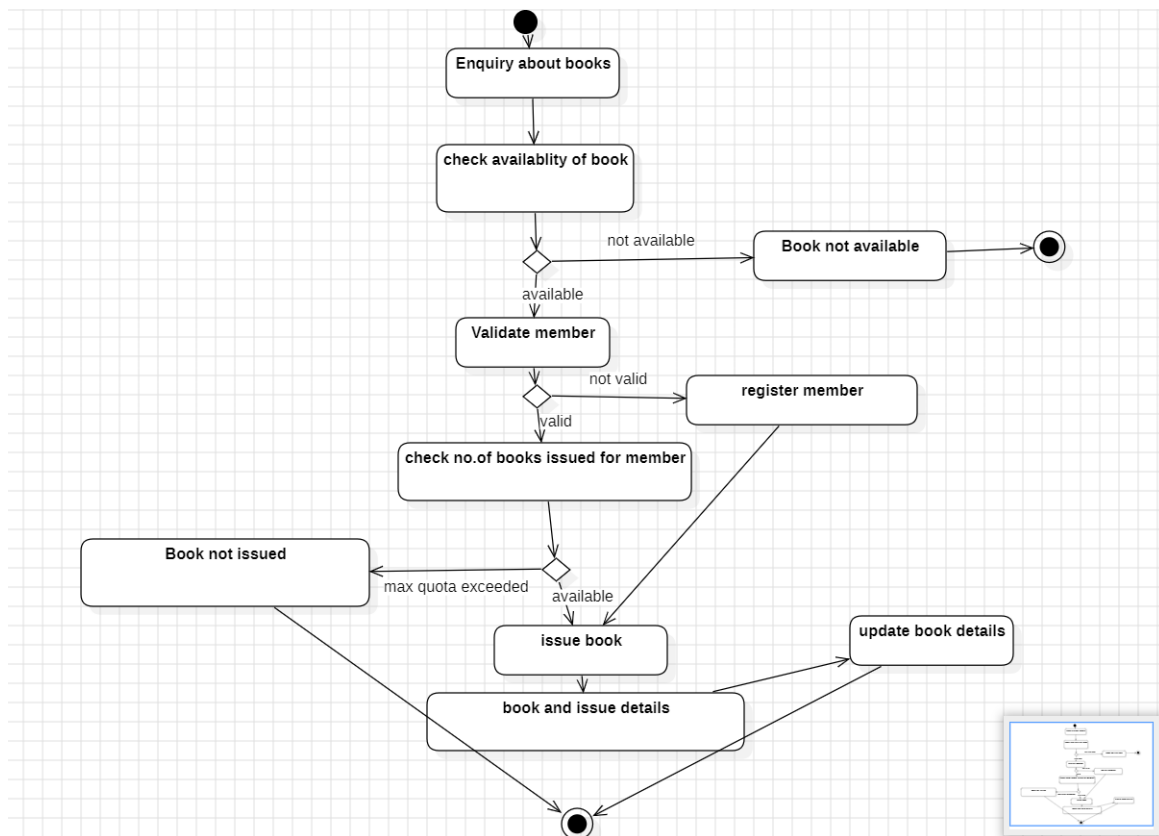 Enquiry about books
check availablity of book
not available
Book not available
available
Validate member
not valid
register member
valid
check no.of books issued for member
Book not issued
max quota exceeded
available
issue book
update book details
book and issue details